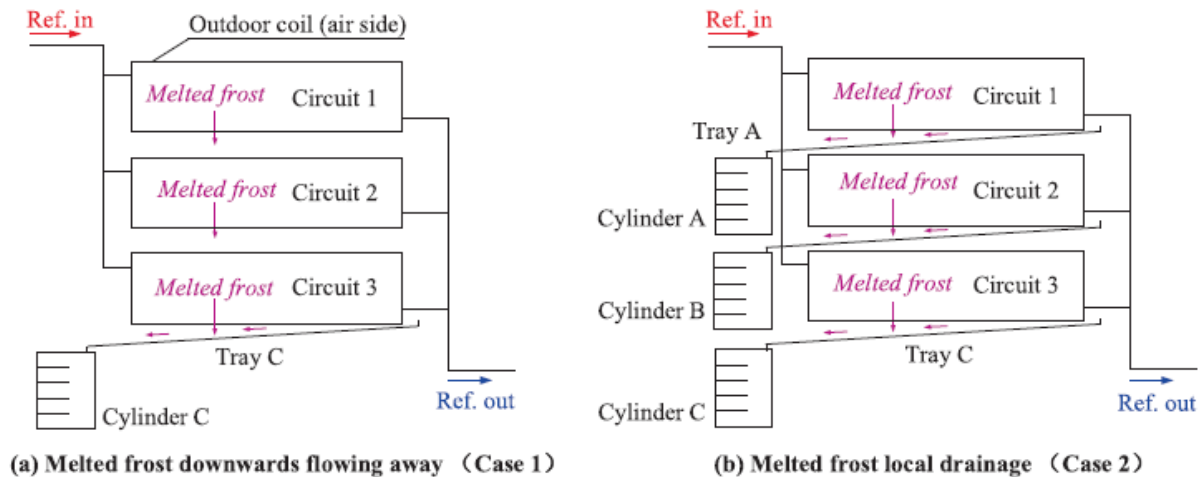 Ref. in
Outdoor coil (air side)
Melted frost Circuit 1
Melted frost Circuit 2
Melted frost Circuit 3
Tray C
Cylinder C
Ref. out
(a) Melted frost downwards flowing away （Case 1）
Ref. in
Melted frost Circuit 1
Tray A
Melted frost Circuit 2
Cylinder A
Melted frost Circuit 3
Cylinder B
Tray C
Cylinder C
Ref. out
(b) Melted frost local drainage （Case 2）